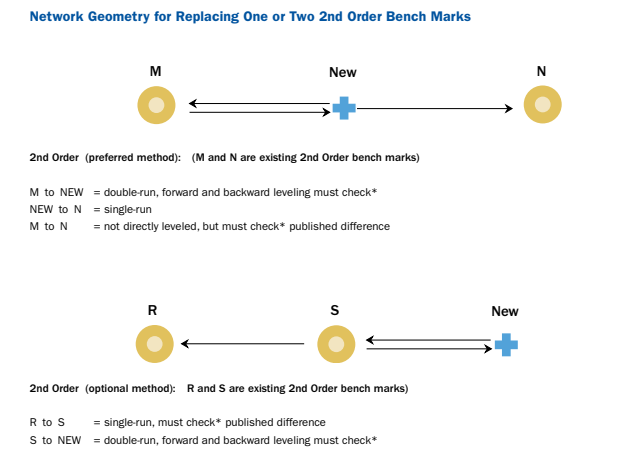 Network Geometry for Replacing One or Two 2nd Order Bench Marks
M New N
2nd Order (preferred method): (M and N are existing 2nd Order bench marks)
M to NEW = double-run, forward and backward leveling must check*
NEW to N = single-run
M to N = not directly leveled, but must check* published difference
R S New
2nd Order (optional method): R and S are existing 2nd Order bench marks)
R to S = single-run, must check* published difference
S to NEW = double-run, forward and backward leveling must check*